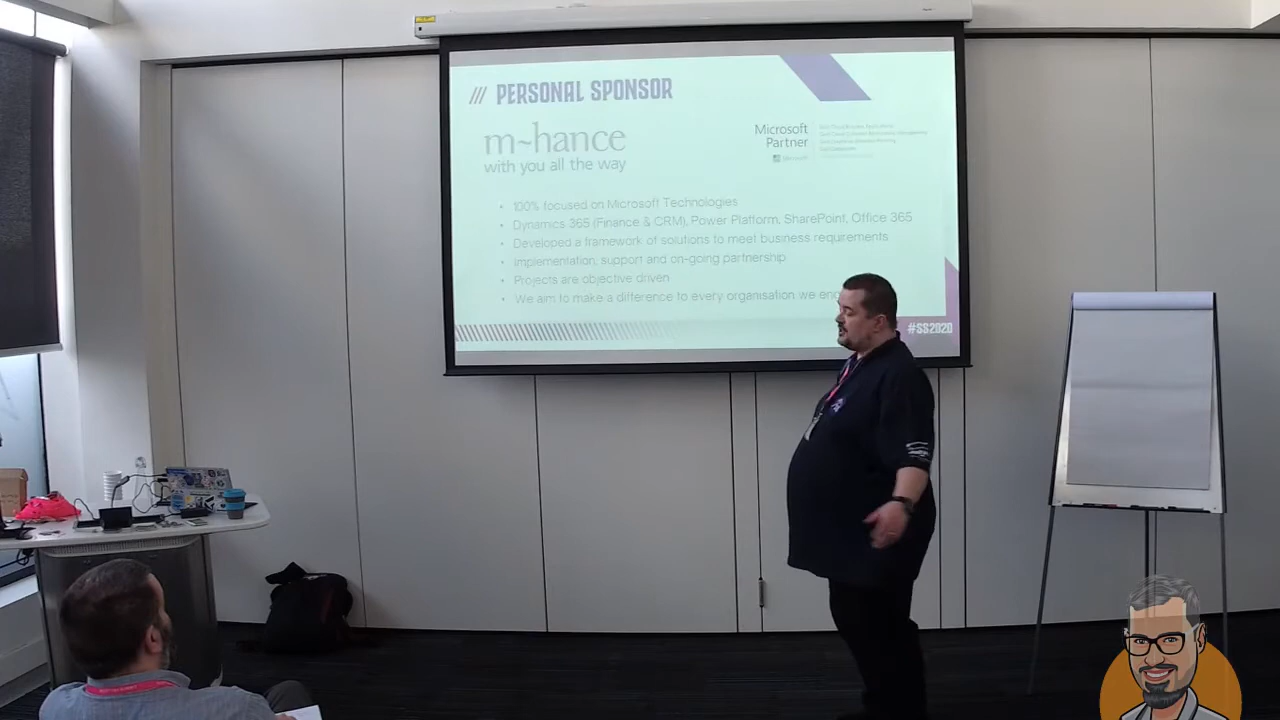 /// PERSONAL SPONSOR
m~hance
with you all the way
Microsoft
Partner
Microsoft
• 100% focused on Microsoft Technologies
• Dynamics 365 (Finance & CRM), Power Platform, SharePoint, Office 365
• Developed a framework of solutions to meet business requirements
• Implementation, support and on-going partnership
• Projects are objective driven
• We aim to make a difference to every organisation we
#SS2020